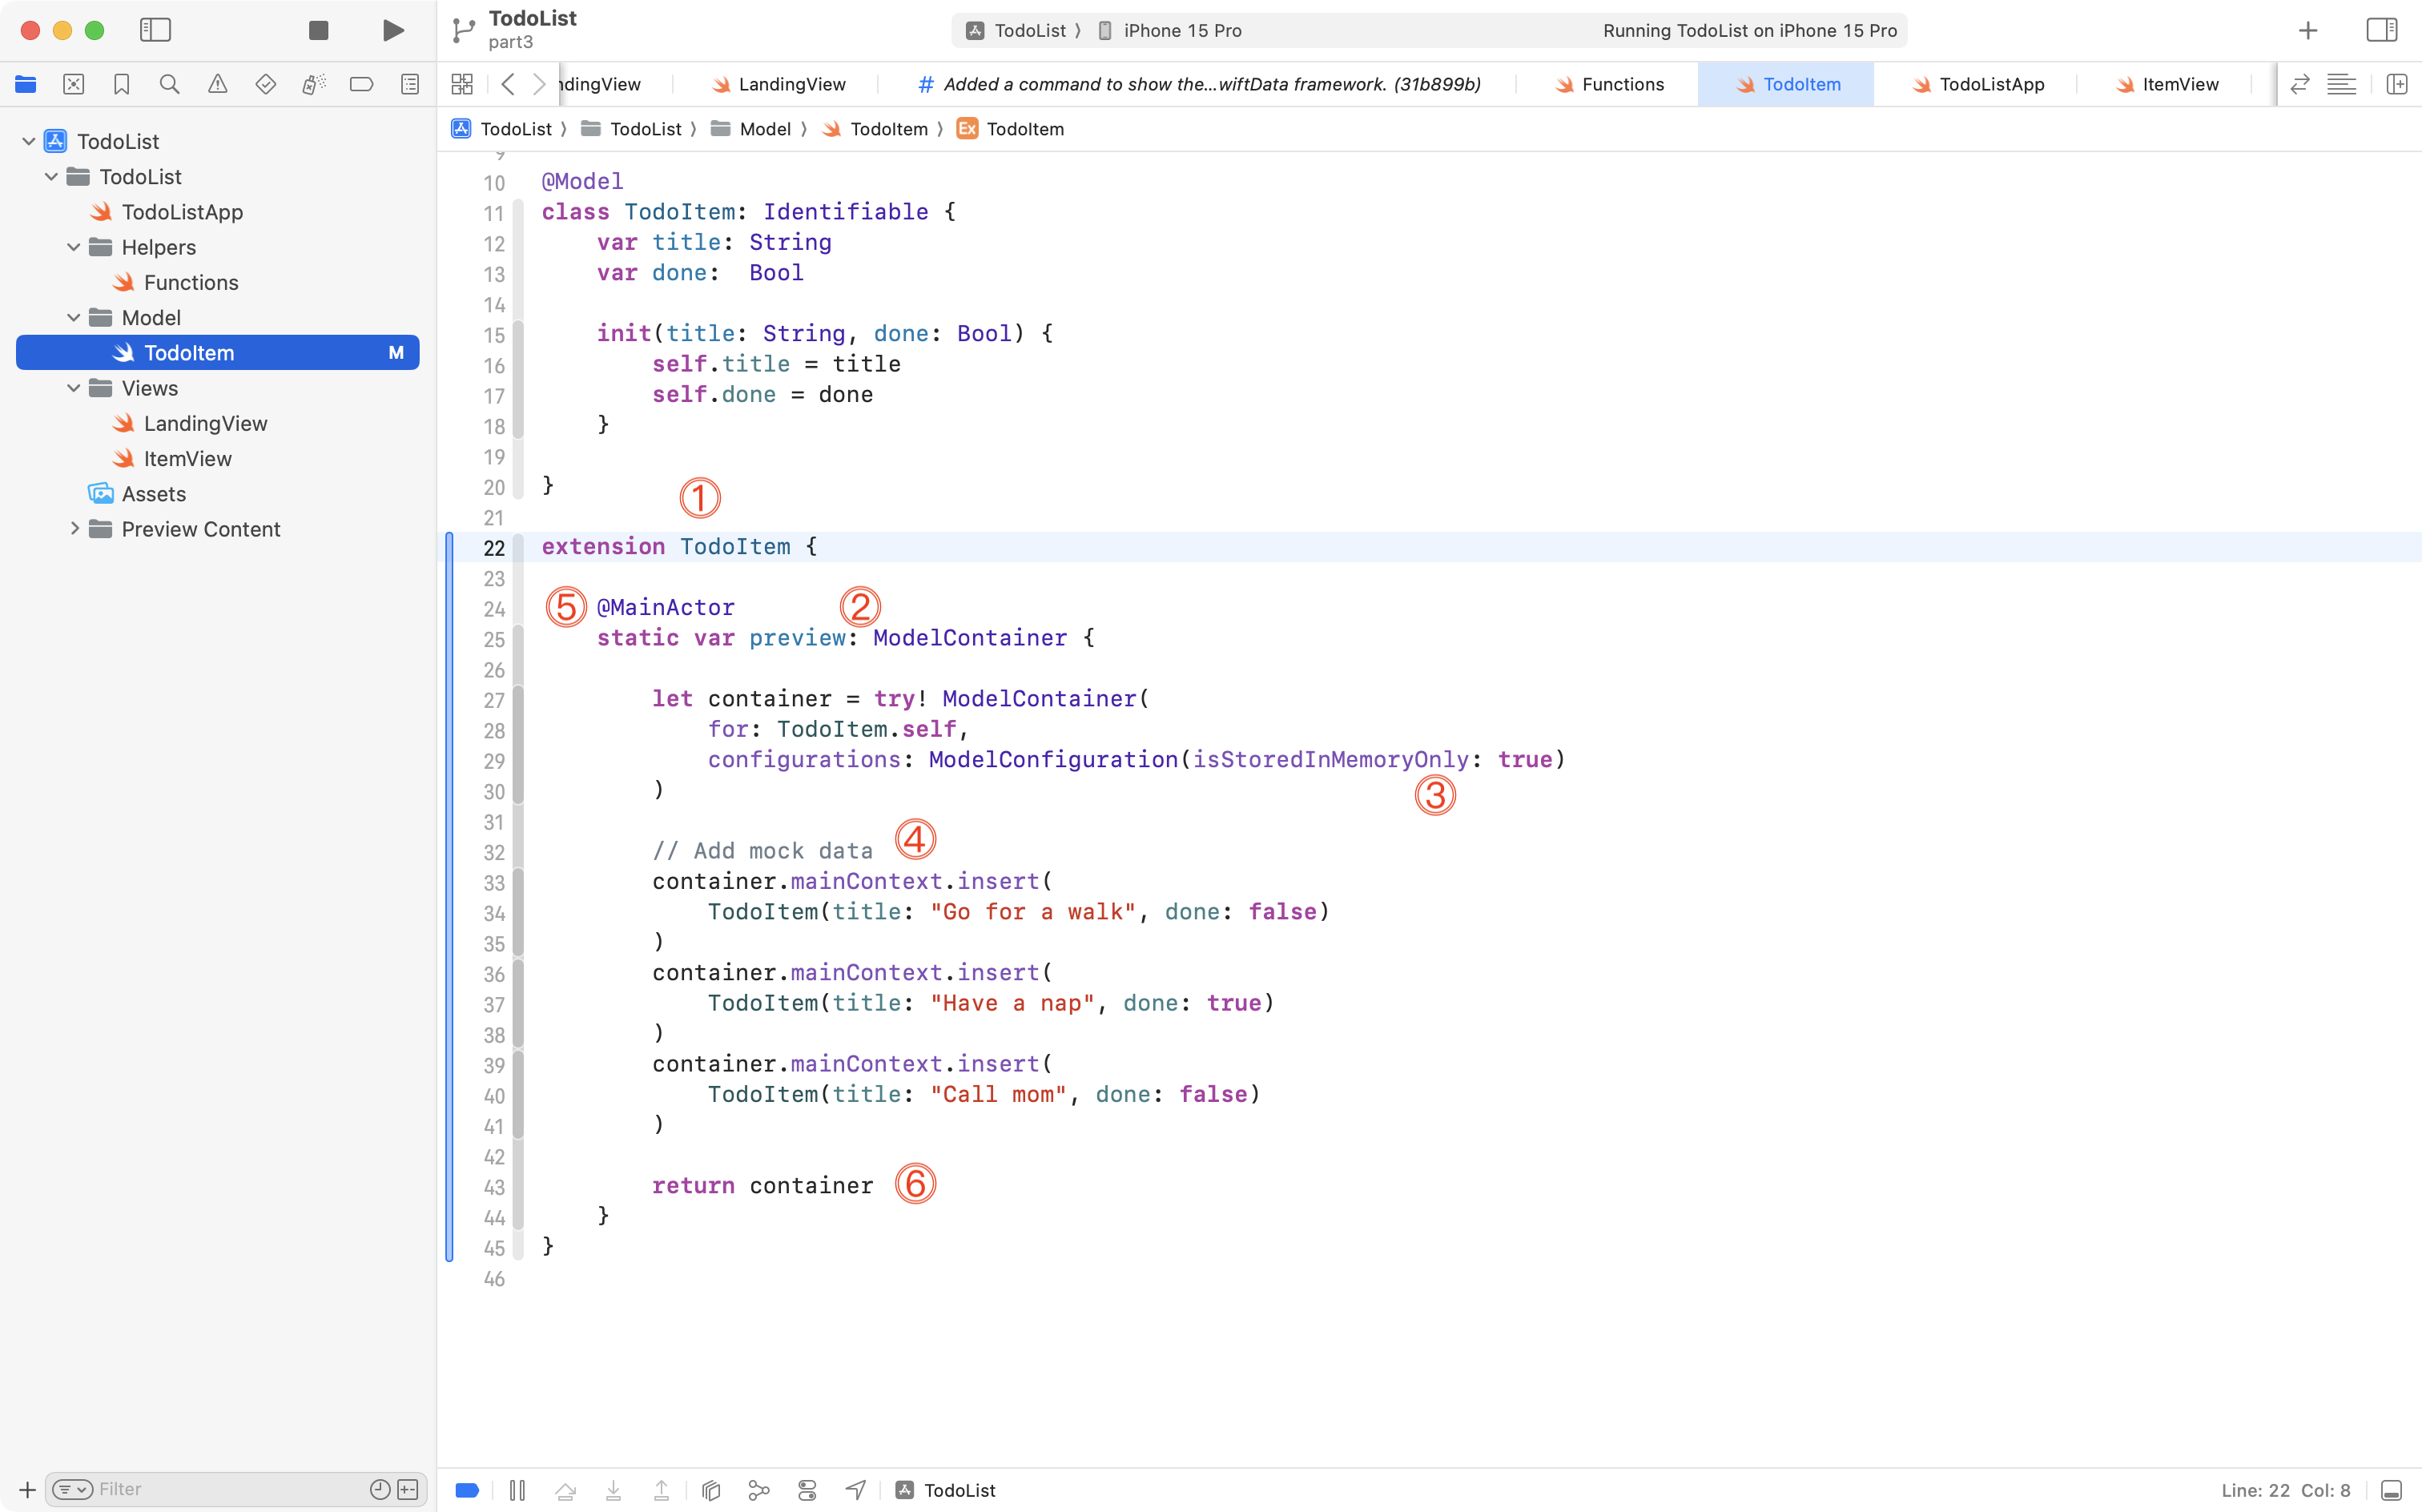 TodoList
part3
TodoList ⟩ iPhone 15 Pro
Running TodoList on iPhone 15 Pro
ndingView
LandingView
# Added a command to show the...wiftData framework. (31b899b)
Functions
TodoItem
TodoListApp
ItemView
TodoList ⟩ TodoList ⟩ Model ⟩ TodoItem ⟩ Ex TodoItem
TodoList
TodoList
TodoListApp
Helpers
Functions
Model
TodoItem M
Views
LandingView
ItemView
Assets
Preview Content
9
10 @Model
11 class TodoItem: Identifiable {
12     var title: String
13     var done:  Bool
14
15     init(title: String, done: Bool) {
16         self.title = title
17         self.done = done
18     }
19
20 }
①
21
22 extension TodoItem {
23
24 ⑤ @MainActor ②
25     static var preview: ModelContainer {
26
27         let container = try! ModelContainer(
28             for: TodoItem.self,
29             configurations: ModelConfiguration(isStoredInMemoryOnly: true)
30         ) ③
31
32         // Add mock data ④
33         container.mainContext.insert(
34             TodoItem(title: "Go for a walk", done: false)
35         )
36         container.mainContext.insert(
37             TodoItem(title: "Have a nap", done: true)
38         )
39         container.mainContext.insert(
40             TodoItem(title: "Call mom", done: false)
41         )
42
43         return container ⑥
44     }
45 }
46
Filter
TodoList
Line: 22 Col: 8